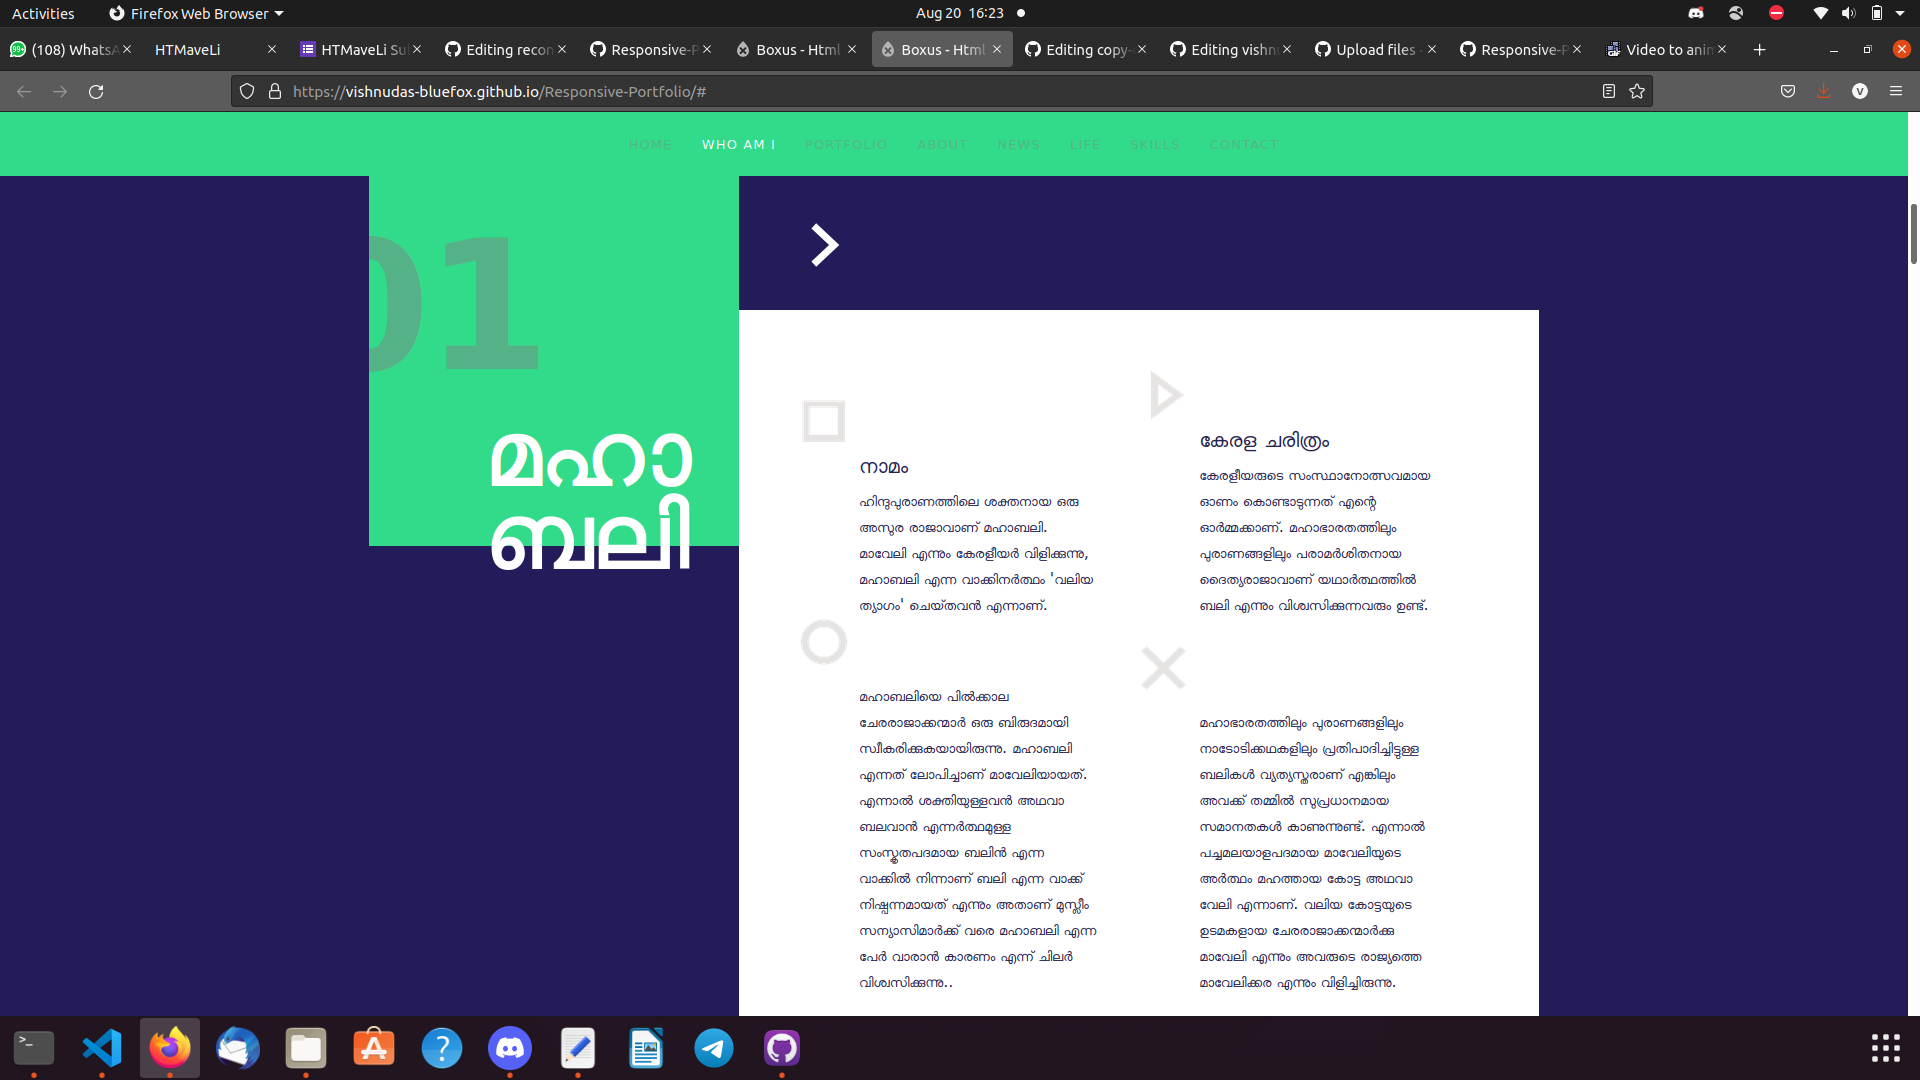 Activities
Firefox Web Browser
Aug 20 16:23
(108) WhatsA
HTMaveLi
HTMaveLi Su
Editing recon
Responsive-P
Boxus - Html
Boxus - Html
Editing copy-
Editing vishn
Upload files
Responsive-P
Video to anim
https://vishnudas-bluefox.github.io/Responsive-Portfolio/#
HOME WHO AM I PORTFOLIO ABOUT NEWS LIFE SKILLS CONTACT
01
മഹാ
ബലി
നാമം
ഹിന്ദുപുരാണത്തിലെ ശക്തനായ ഒരു
അസുര രാജാവാണ് മഹാബലി.
മാവേലി എന്നും കേരളീയർ വിളിക്കുന്നു,
മഹാബലി എന്ന വാക്കിനർത്ഥം 'വലിയ
ത്യാഗം' ചെയ്തവൻ എന്നാണ്.
കേരള ചരിത്രം
കേരളീയരുടെ സംസ്ഥാനോത്സവമായ
ഓണം കൊണ്ടാടുന്നത് എന്റെ
ഓർമ്മക്കാണ്. മഹാഭാരതത്തിലും
പുരാണങ്ങളിലും പരാമർശിതനായ
ദൈത്യരാജാവാണ് യഥാർത്ഥത്തിൽ
ബലി എന്നും വിശ്വസിക്കുന്നവരും ഉണ്ട്.
മഹാബലിയെ പിൽക്കാല
ചേരരാജാക്കന്മാർ ഒരു ബിരുദമായി
സ്വീകരിക്കുകയായിരുന്നു. മഹാബലി
എന്നത് ലോപിച്ചാണ് മാവേലിയായത്.
എന്നാൽ ശക്തിയുള്ളവൻ അഥവാ
ബലവാൻ എന്നർത്ഥമുള്ള
സംസ്കൃതപദമായ ബലിൻ എന്ന
വാക്കിൽ നിന്നാണ് ബലി എന്ന വാക്ക്
നിഷ്പന്നമായത് എന്നും അതാണ് മുസ്ലീം
സന്യാസിമാർക്ക് വരെ മഹാബലി എന്ന
പേർ വാരാൻ കാരണം എന്ന് ചിലർ
വിശ്വസിക്കുന്നു..
മഹാഭാരതത്തിലും പുരാണങ്ങളിലും
നാടോടിക്കഥകളിലും പ്രതിപാദിച്ചിട്ടുള്ള
ബലികൾ വ്യത്യസ്തരാണ് എങ്കിലും
അവക്ക് തമ്മിൽ സുപ്രധാനമായ
സമാനതകൾ കാണുന്നുണ്ട്. എന്നാൽ
പച്ചമലയാളപദമായ മാവേലിയുടെ
അർത്ഥം മഹത്തായ കോട്ട അഥവാ
വേലി എന്നാണ്. വലിയ കോട്ടയുടെ
ഉടമകളായ ചേരരാജാക്കന്മാർക്കു
മാവേലി എന്നും അവരുടെ രാജ്യത്തെ
മാവേലിക്കര എന്നും വിളിച്ചിരുന്നു.